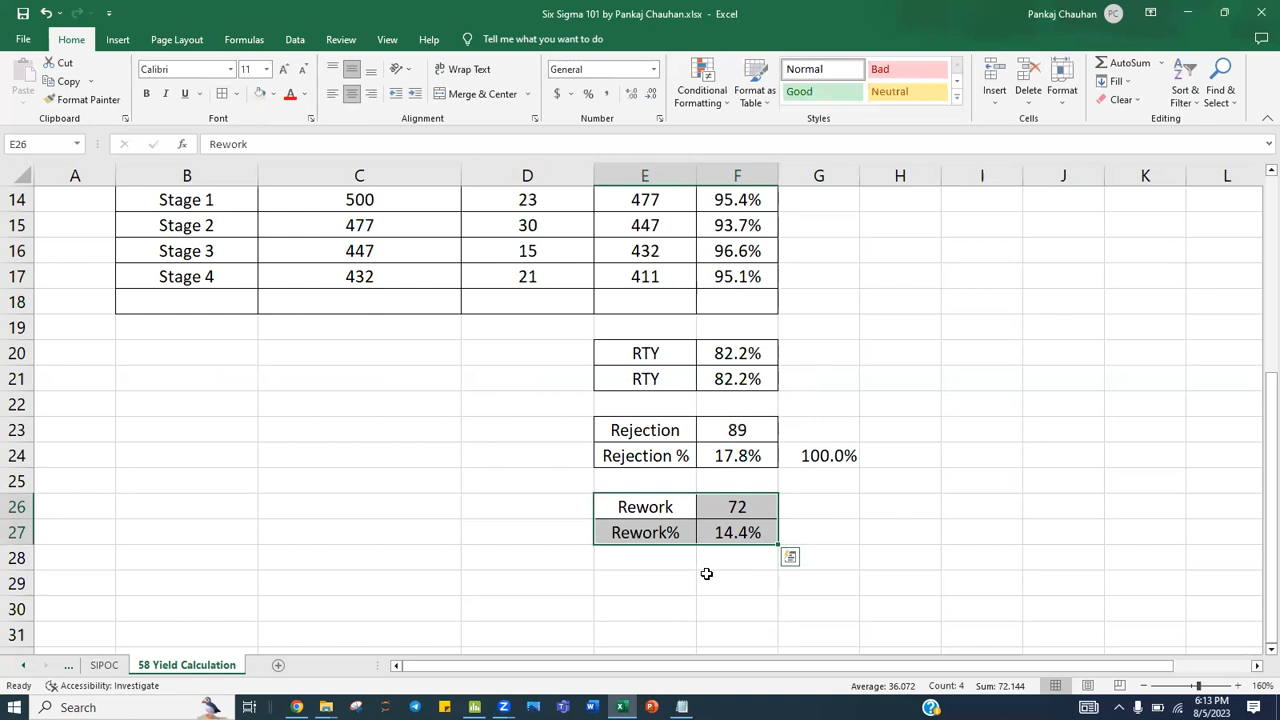 Six Sigma 101 by Pankaj Chauhan.xlsx - Excel
Pankaj Chauhan PC
File Home Insert Page Layout Formulas Data Review View Help Tell me what you want to do
Paste Cut Copy Format Painter Clipboard
Calibri 11 B I U A A A Font
Wrap Text Merge & Center Alignment
General $ % Number
Conditional Formatting Format as Table Normal Bad Good Neutral Styles
Insert Delete Format Cells
AutoSum Fill Clear Sort & Filter Find & Select Editing
E26 fx Rework
A B C D E F G H I J K L
14 Stage 1 500 23 477 95.4%
15 Stage 2 477 30 447 93.7%
16 Stage 3 447 15 432 96.6%
17 Stage 4 432 21 411 95.1%
18
19
20 RTY 82.2%
21 RTY 82.2%
22
23 Rejection 89
24 Rejection % 17.8% 100.0%
25
26 Rework 72
27 Rework% 14.4%
28
29
30
31
... SIPOC 58 Yield Calculation
Ready Accessibility: Investigate Average: 36.072 Count: 4 Sum: 72.144 160%
Search 6:13 PM
8/5/2023